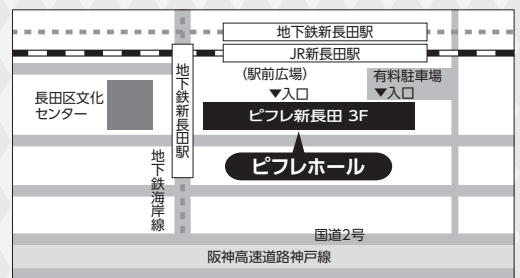 地下鉄新長田駅
JR新長田駅
(駅前広場)
▼入口
有料駐車場
▼入口
長田区文化
センター
地下鉄新長田駅
ピフレ新長田 3F
ピフレホール
地下鉄海岸線
国道2号
阪神高速道路神戸線